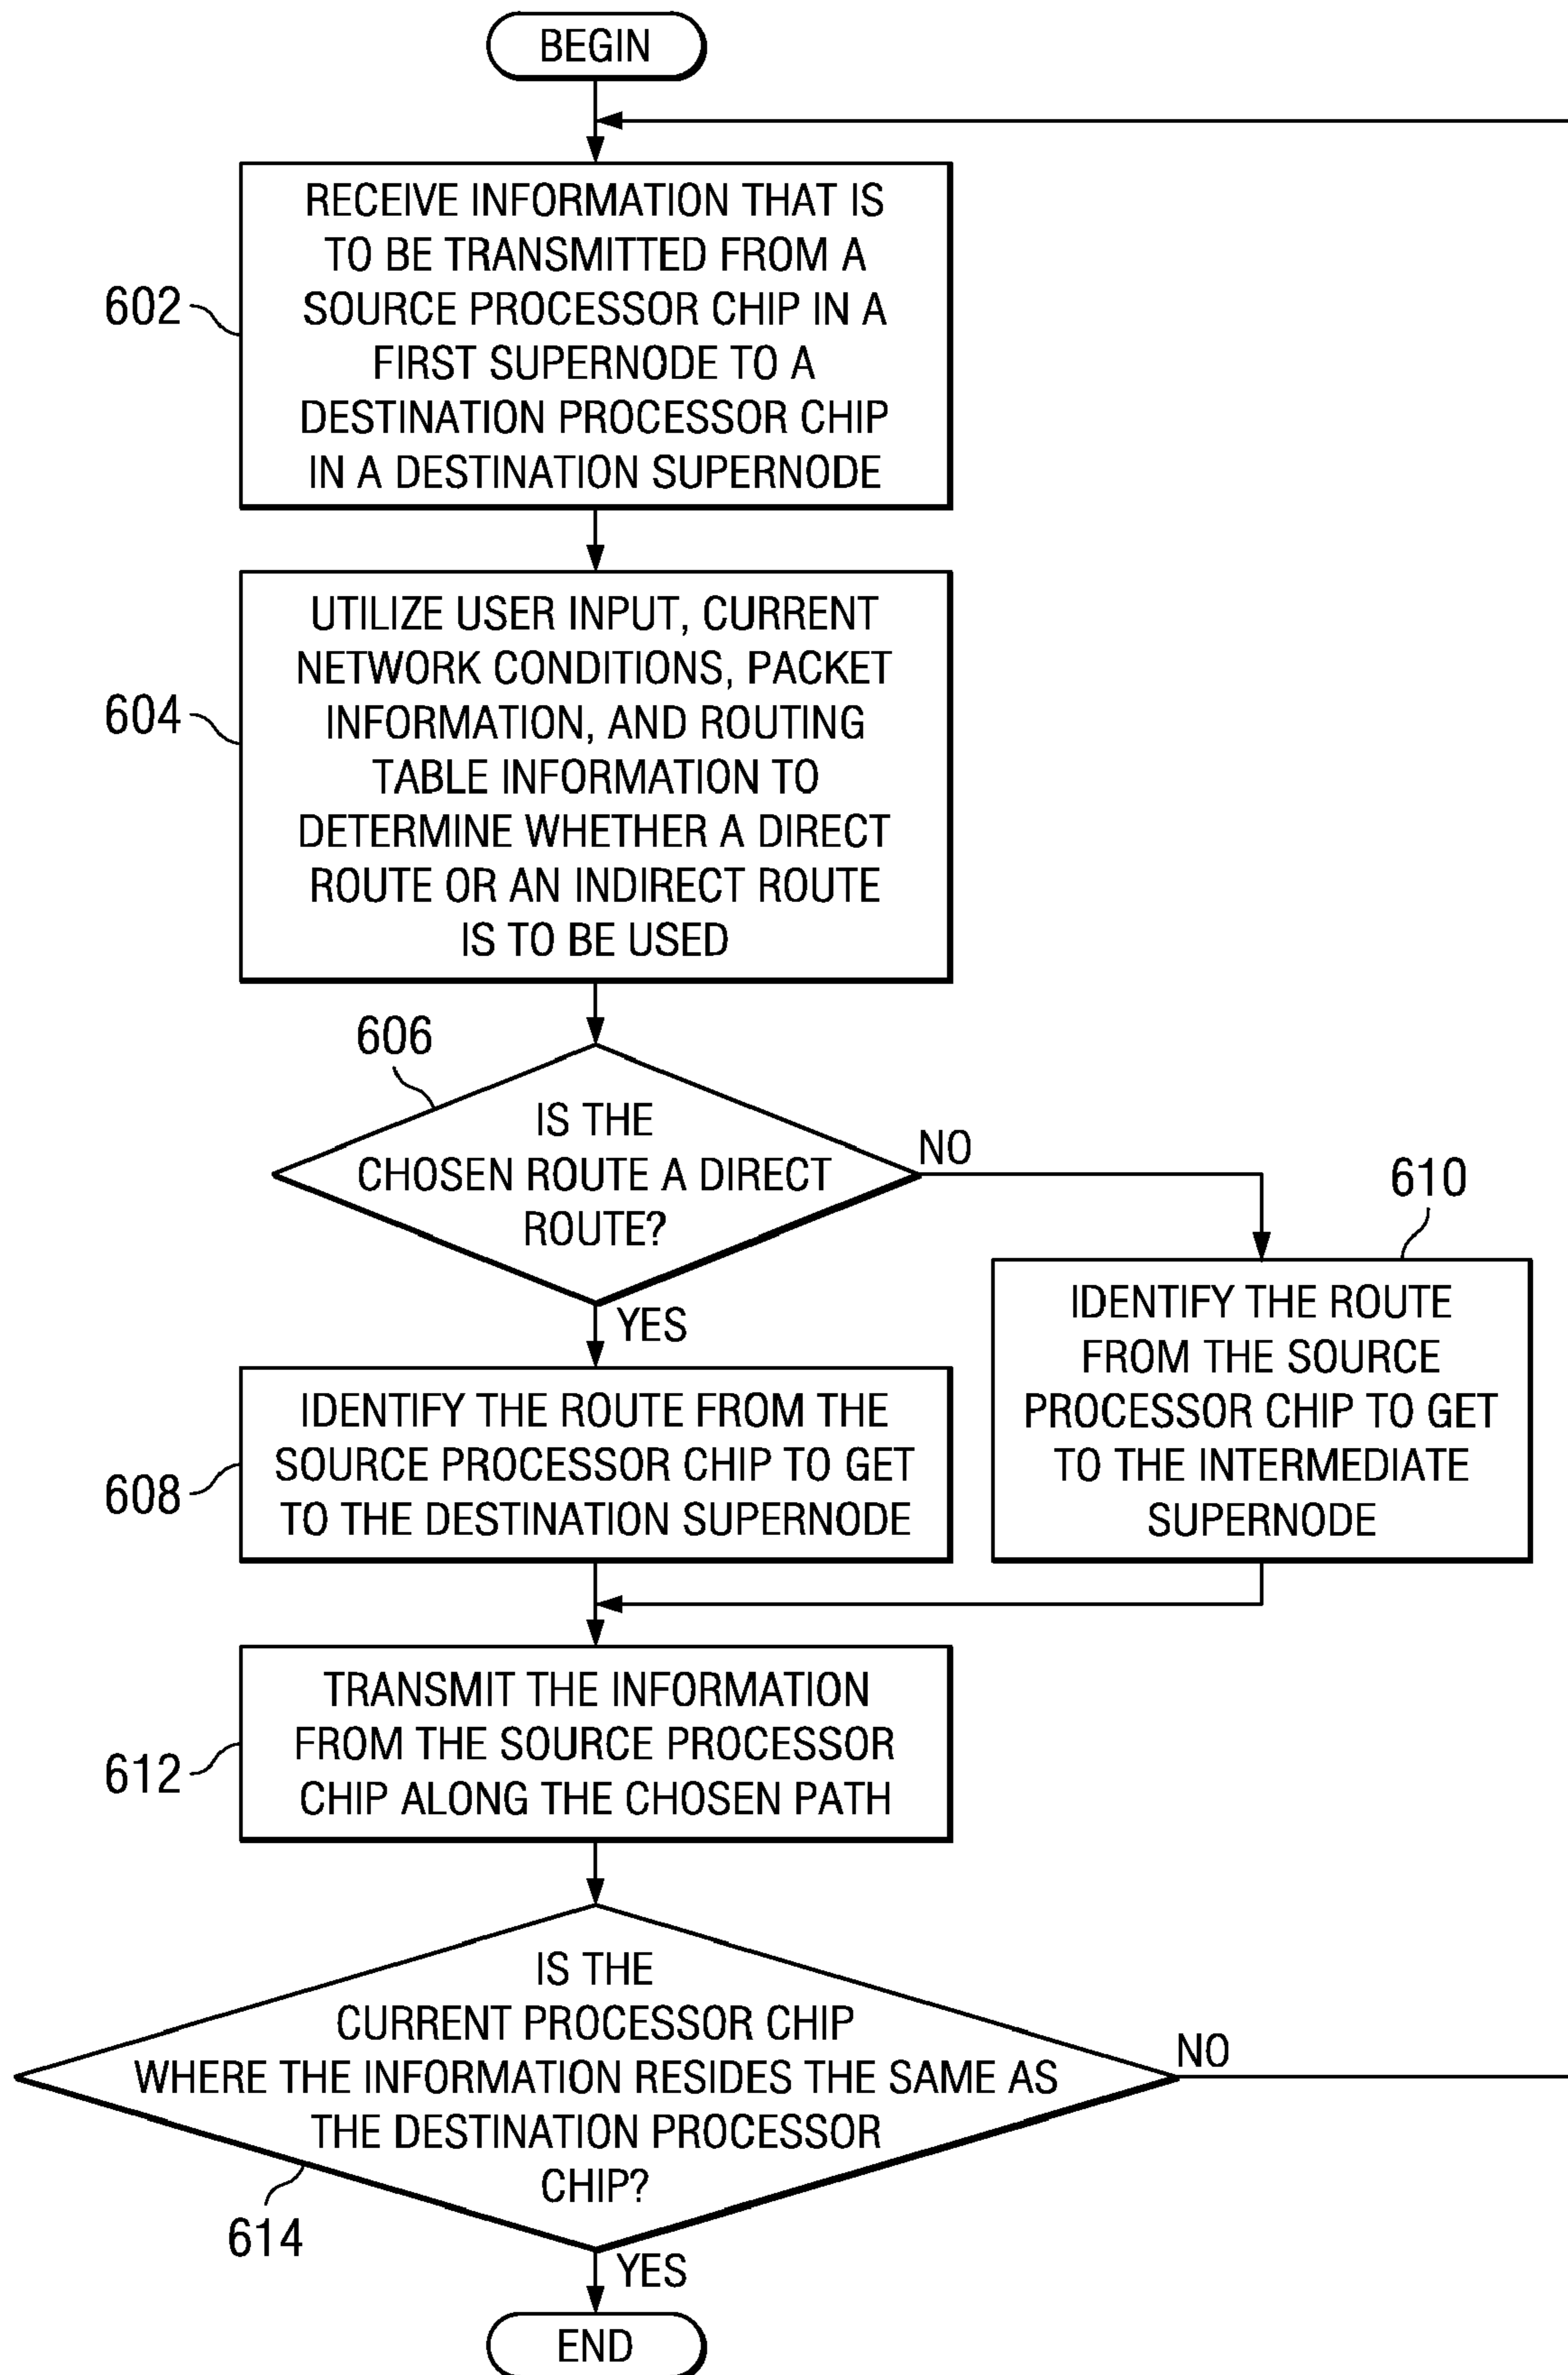 BEGIN
602
RECEIVE INFORMATION THAT IS
TO BE TRANSMITTED FROM A
SOURCE PROCESSOR CHIP IN A
FIRST SUPERNODE TO A
DESTINATION PROCESSOR CHIP
IN A DESTINATION SUPERNODE
604
UTILIZE USER INPUT, CURRENT
NETWORK CONDITIONS, PACKET
INFORMATION, AND ROUTING
TABLE INFORMATION TO
DETERMINE WHETHER A DIRECT
ROUTE OR AN INDIRECT ROUTE
IS TO BE USED
606
IS THE
CHOSEN ROUTE A DIRECT
ROUTE?
NO
YES
610
IDENTIFY THE ROUTE
FROM THE SOURCE
PROCESSOR CHIP TO GET
TO THE INTERMEDIATE
SUPERNODE
608
IDENTIFY THE ROUTE FROM THE
SOURCE PROCESSOR CHIP TO GET
TO THE DESTINATION SUPERNODE
612
TRANSMIT THE INFORMATION
FROM THE SOURCE PROCESSOR
CHIP ALONG THE CHOSEN PATH
IS THE
CURRENT PROCESSOR CHIP
WHERE THE INFORMATION RESIDES THE SAME AS
THE DESTINATION PROCESSOR
CHIP?
NO
614
YES
END